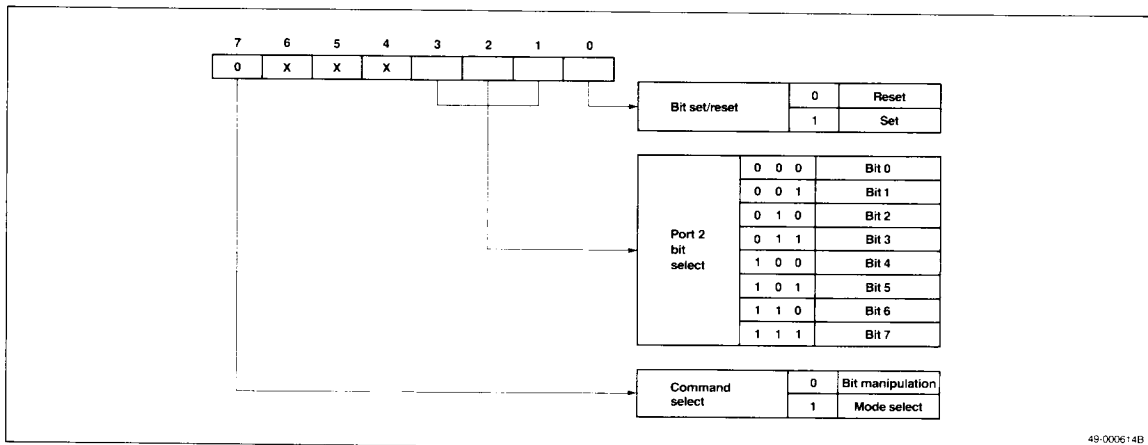 7 6 5 4 3 2 1 0
0 X X X
Bit set/reset
0 Reset
1 Set
Port 2
bit
select
0 0 0 Bit 0
0 0 1 Bit 1
0 1 0 Bit 2
0 1 1 Bit 3
1 0 0 Bit 4
1 0 1 Bit 5
1 1 0 Bit 6
1 1 1 Bit 7
Command
select
0 Bit manipulation
1 Mode select
49-000614B